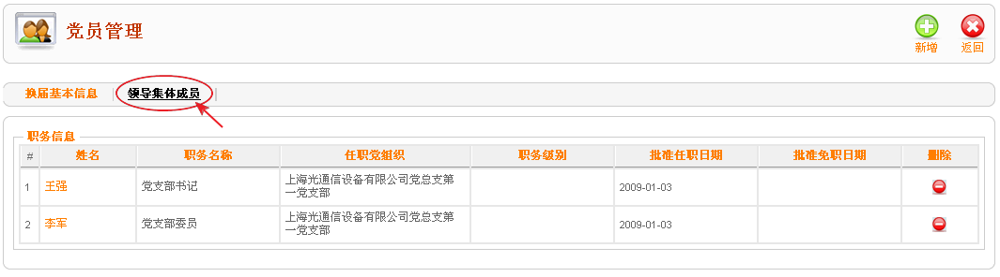 党员管理
新增 返回
换届基本信息 领导集体成员
职务信息
# 姓名 职务名称 任职党组织 职务级别 批准任职日期 批准免职日期 删除
1 王强 党支部书记 上海光通信设备有限公司党总支第 2009-01-03
一党支部
2 李军 党支部委员 上海光通信设备有限公司党总支第 2009-01-03
一党支部